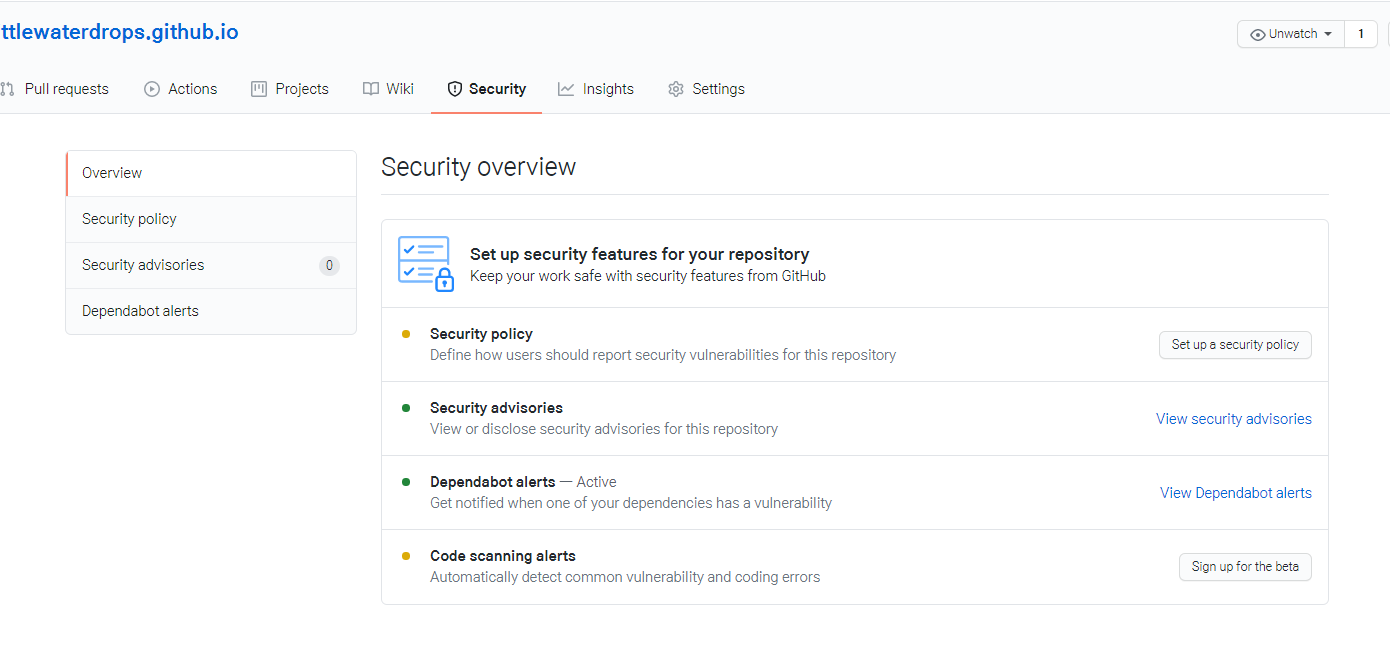 ttlewaterdrops.github.io
Unwatch 1
Pull requests Actions Projects Wiki Security Insights Settings
Overview
Security policy
Security advisories 0
Dependabot alerts
Security overview
Set up security features for your repository
Keep your work safe with security features from GitHub
Security policy
Define how users should report security vulnerabilities for this repository
Set up a security policy
Security advisories
View or disclose security advisories for this repository
View security advisories
Dependabot alerts — Active
Get notified when one of your dependencies has a vulnerability
View Dependabot alerts
Code scanning alerts
Automatically detect common vulnerability and coding errors
Sign up for the beta